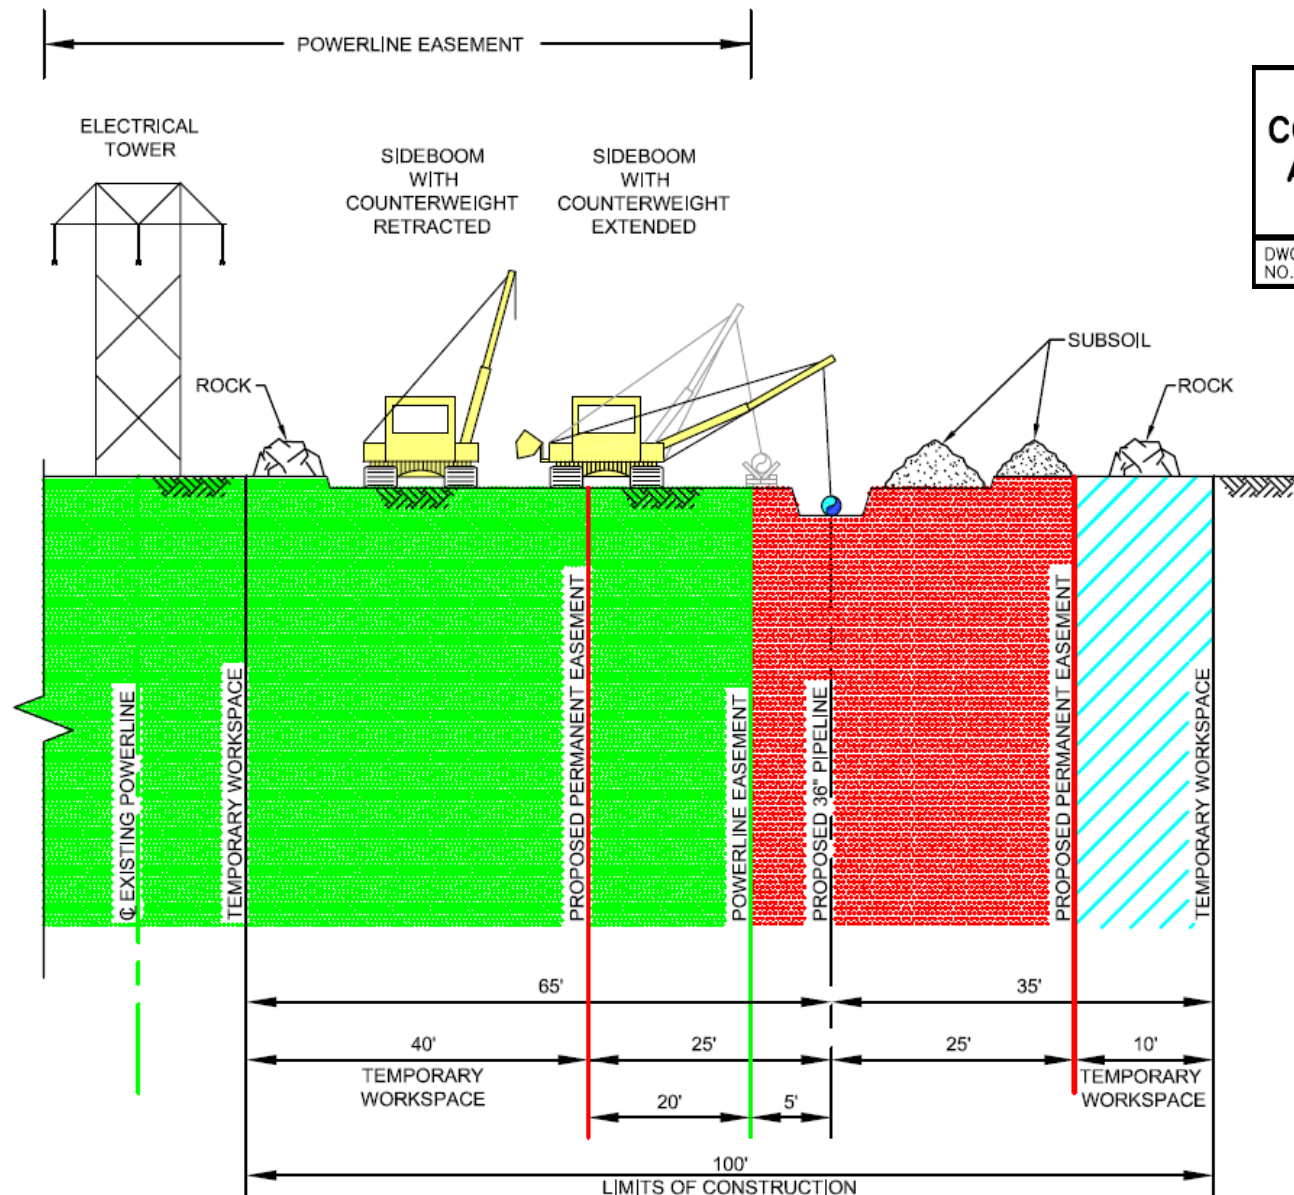 POWERLINE EASEMENT
ELECTRICAL
TOWER
SIDEBOOM
WITH
COUNTERWEIGHT
RETRACTED
SIDEBOOM
WITH
COUNTERWEIGHT
EXTENDED
NO.
SUBSOIL
ROCK
ROCK
℄ EXISTING POWERLINE
TEMPORARY WORKSPACE
PROPOSED PERMANENT EASEMENT
POWERLINE EASEMENT
PROPOSED 36" PIPELINE
PROPOSED PERMANENT EASEMENT
TEMPORARY WORKSPACE
65'
35'
40'
25'
25'
10'
TEMPORARY
WORKSPACE
TEMPORARY
WORKSPACE
20'
5'
100'
LIMITS OF CONSTRUCTION